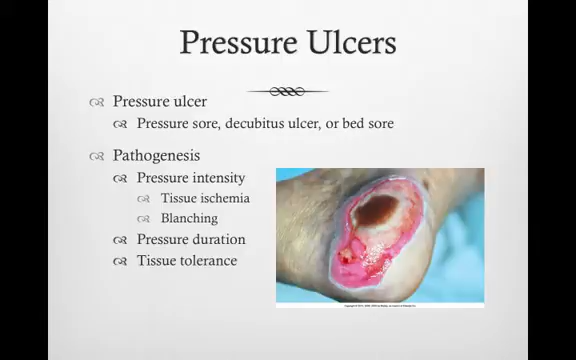 Pressure Ulcers
Pressure ulcer
Pressure sore, decubitus ulcer, or bed sore
Pathogenesis
Pressure intensity
Tissue ischemia
Blanching
Pressure duration
Tissue tolerance